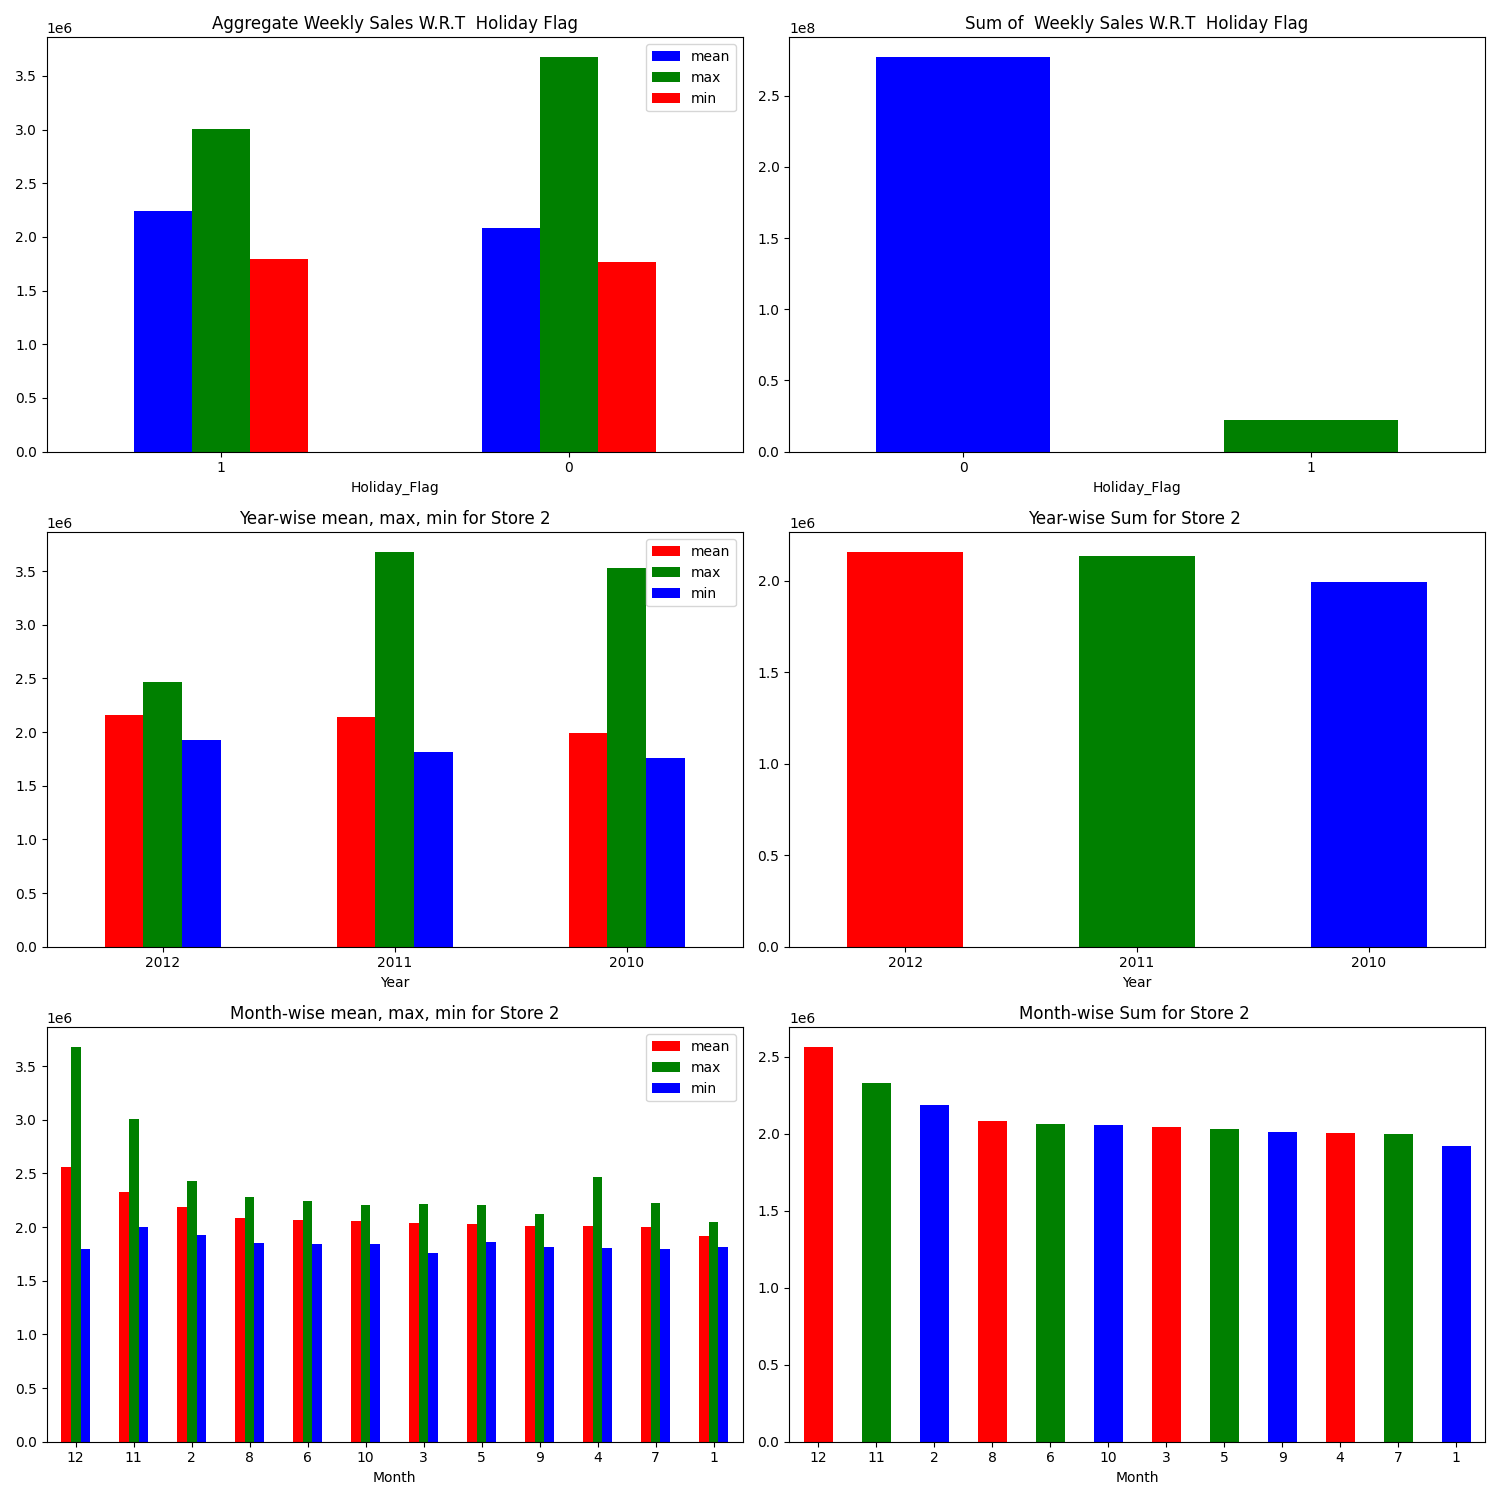 Aggregate Weekly Sales W.R.T  Holiday Flag
1e6
3.5
3.0
2.5
2.0
1.5
1.0
0.5
0.0
mean
max
min
1 0
Holiday_Flag
Sum of  Weekly Sales W.R.T  Holiday Flag
1e8
2.5
2.0
1.5
1.0
0.5
0.0
0 1
Holiday_Flag
Year-wise mean, max, min for Store 2
1e6
3.5
3.0
2.5
2.0
1.5
1.0
0.5
0.0
mean
max
min
2012 2011 2010
Year
Year-wise Sum for Store 2
1e6
2.0
1.5
1.0
0.5
0.0
2012 2011 2010
Year
Month-wise mean, max, min for Store 2
1e6
3.5
3.0
2.5
2.0
1.5
1.0
0.5
0.0
mean
max
min
12 11 2 8 6 10 3 5 9 4 7 1
Month
Month-wise Sum for Store 2
1e6
2.5
2.0
1.5
1.0
0.5
0.0
12 11 2 8 6 10 3 5 9 4 7 1
Month